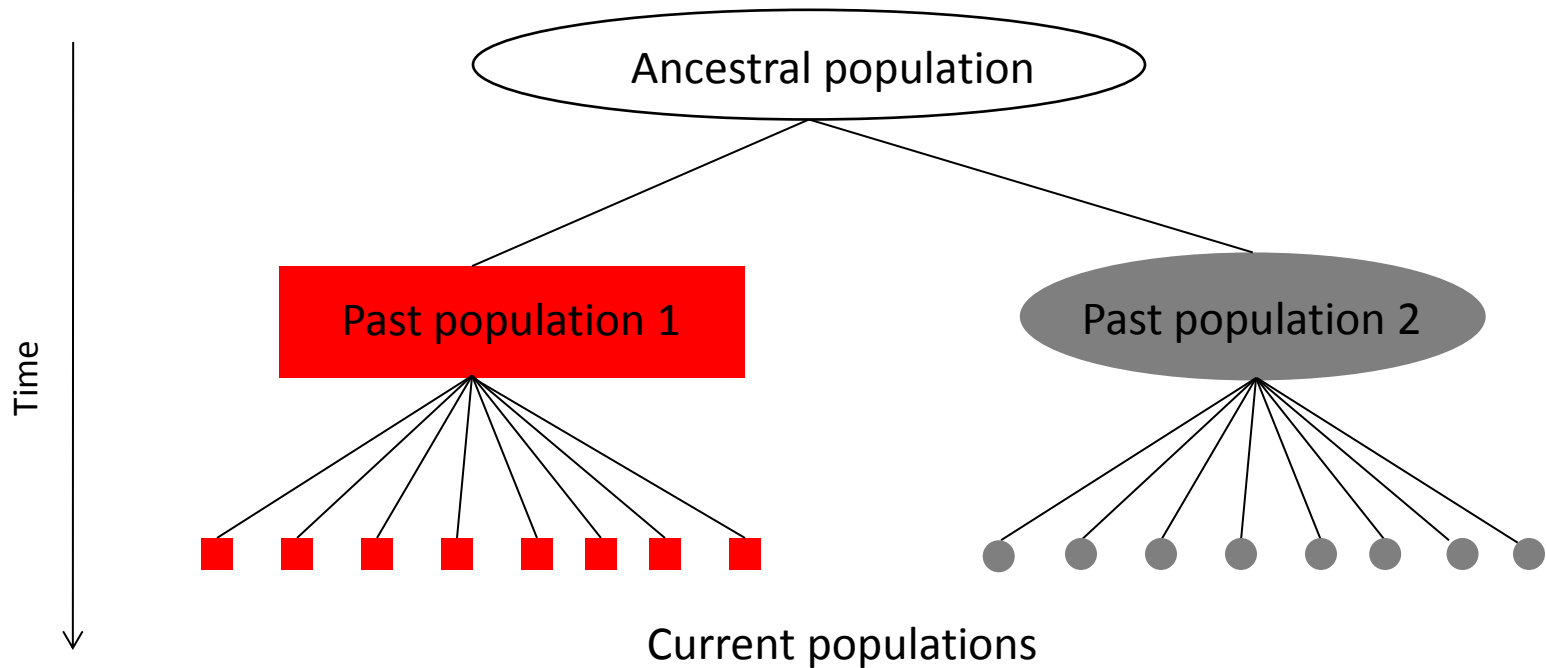 Ancestral population
Past population 1
Past population 2
Time
Current populations